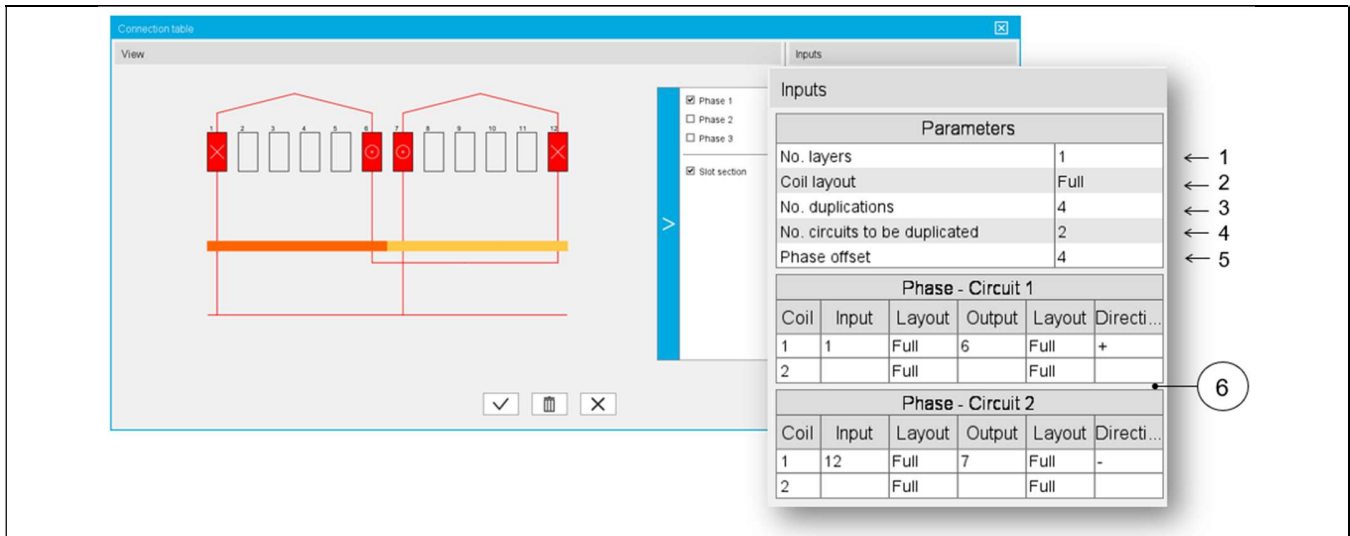 Connection table
View
Inputs
1 2 3 4 5 6 7 8 9 10 11 12
Phase 1
Phase 2
Phase 3
Slot section
>
Inputs
Parameters
No. layers 1 ← 1
Coil layout Full ← 2
No. duplications 4 ← 3
No. circuits to be duplicated 2 ← 4
Phase offset 4 ← 5
Phase - Circuit 1
Coil Input Layout Output Layout Directi...
1 1 Full 6 Full +
2 Full Full
6
Phase - Circuit 2
Coil Input Layout Output Layout Directi...
1 12 Full 7 Full -
2 Full Full